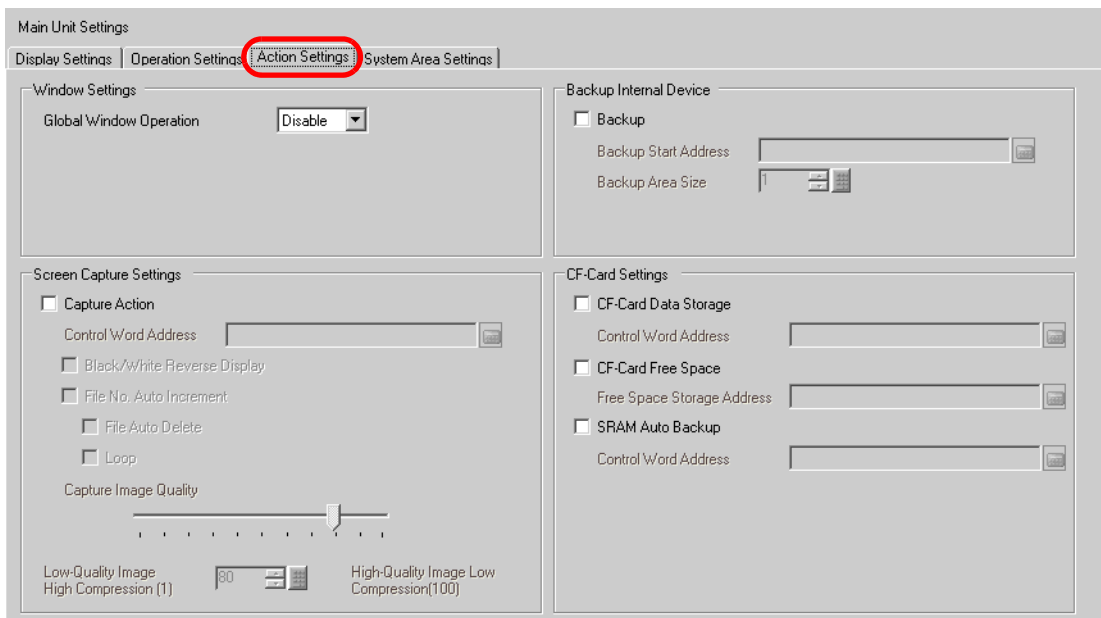 Main Unit Settings
Display Settings
Operation Settings
Action Settings
System Area Settings
Window Settings
Global Window Operation
Disable
Backup Internal Device
Backup
Backup Start Address
Backup Area Size
1
Screen Capture Settings
Capture Action
Control Word Address
Black/White Reverse Display
File No. Auto Increment
File Auto Delete
Loop
Capture Image Quality
Low-Quality Image
High Compression (1)
80
High-Quality Image Low
Compression(100)
CF-Card Settings
CF-Card Data Storage
Control Word Address
CF-Card Free Space
Free Space Storage Address
SRAM Auto Backup
Control Word Address